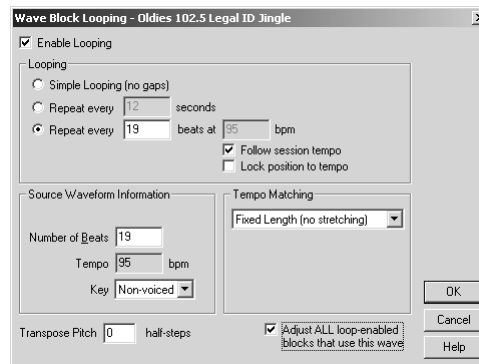 Wave Block Looping - Oldies 102.5 Legal ID Jingle
Enable Looping
Looping
Simple Looping (no gaps)
Repeat every 12 seconds
Repeat every 19 beats at 95 bpm
Follow session tempo
Lock position to tempo
Source Waveform Information
Number of Beats 19
Tempo 95 bpm
Key Non-voiced
Tempo Matching
Fixed Length (no stretching)
Transpose Pitch 0 half-steps
Adjust ALL loop-enabled
blocks that use this wave
OK
Cancel
Help